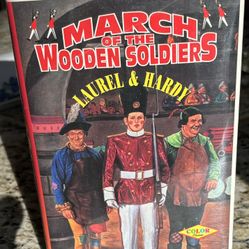 MARCH
OF THE
WOODEN SOLDIERS
LAUREL & HARDY
COLOR